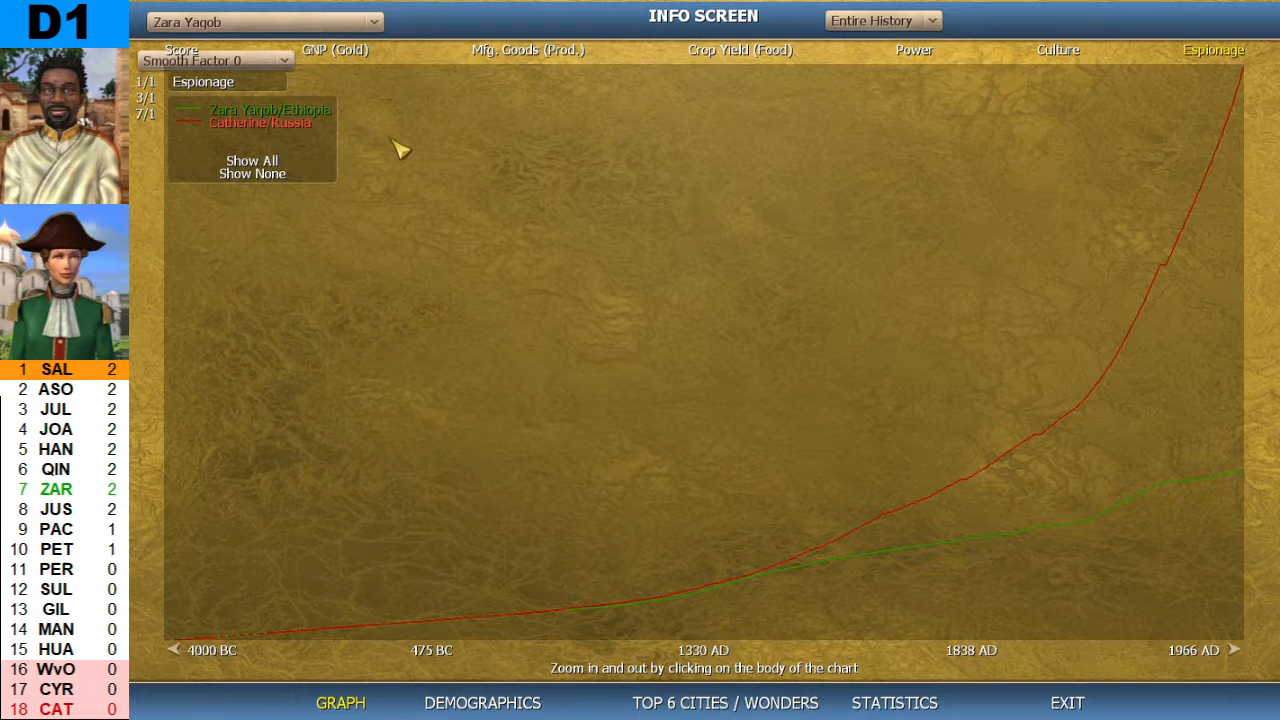 D1
Zara Yaqob
INFO SCREEN
Entire History
Score
GNP (Gold)
Mfg. Goods (Prod.)
Crop Yield (Food)
Power
Culture
Espionage
Smooth Factor 0
1/1
3/1
7/1
Espionage
Zara Yaqob/Ethiopia
Catherine/Russia
Show All
Show None
1 SAL 2
2 ASO 2
3 JUL 2
4 JOA 2
5 HAN 2
6 QIN 2
7 ZAR 2
8 JUS 2
9 PAC 1
10 PET 1
11 PER 0
12 SUL 0
13 GIL 0
14 MAN 0
15 HUA 0
16 WvO 0
17 CYR 0
18 CAT 0
4000 BC
475 BC
1330 AD
1838 AD
1966 AD
Zoom in and out by clicking on the body of the chart
GRAPH
DEMOGRAPHICS
TOP 6 CITIES / WONDERS
STATISTICS
EXIT